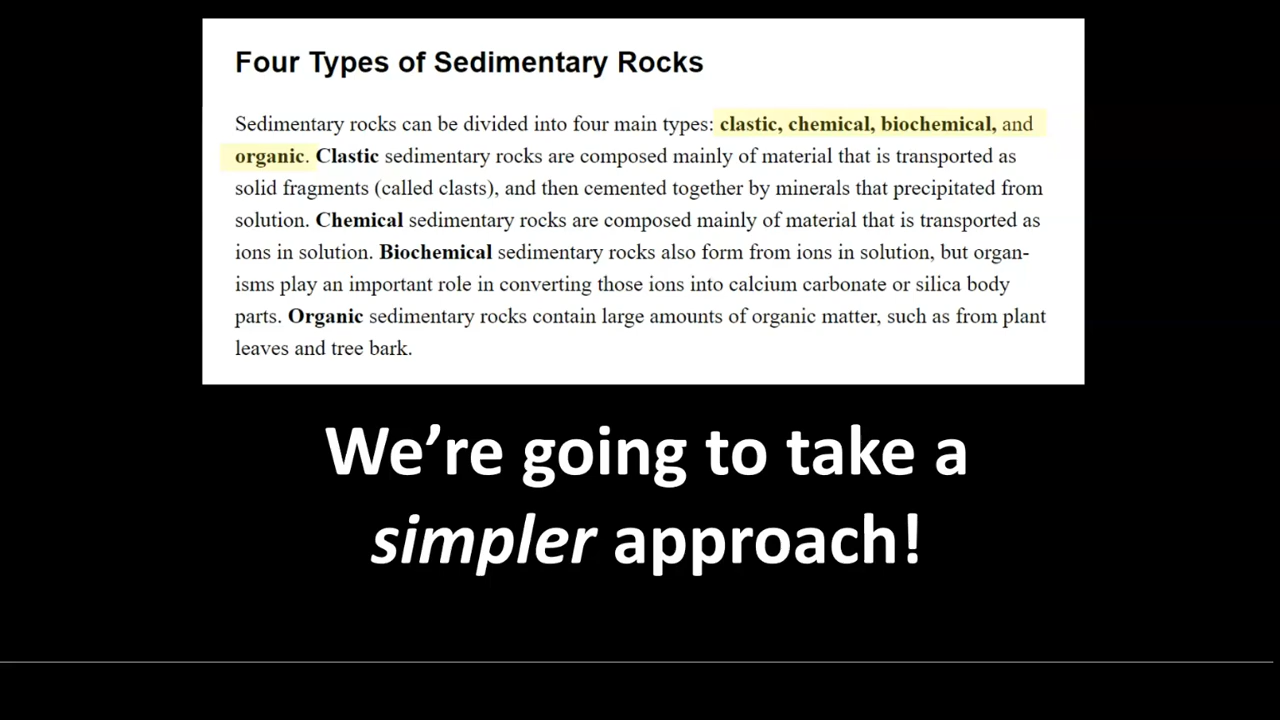 Four Types of Sedimentary Rocks
Sedimentary rocks can be divided into four main types: clastic, chemical, biochemical, and
organic. Clastic sedimentary rocks are composed mainly of material that is transported as
solid fragments (called clasts), and then cemented together by minerals that precipitated from
solution. Chemical sedimentary rocks are composed mainly of material that is transported as
ions in solution. Biochemical sedimentary rocks also form from ions in solution, but organ-
isms play an important role in converting those ions into calcium carbonate or silica body
parts. Organic sedimentary rocks contain large amounts of organic matter, such as from plant
leaves and tree bark.
We’re going to take a
simpler approach!